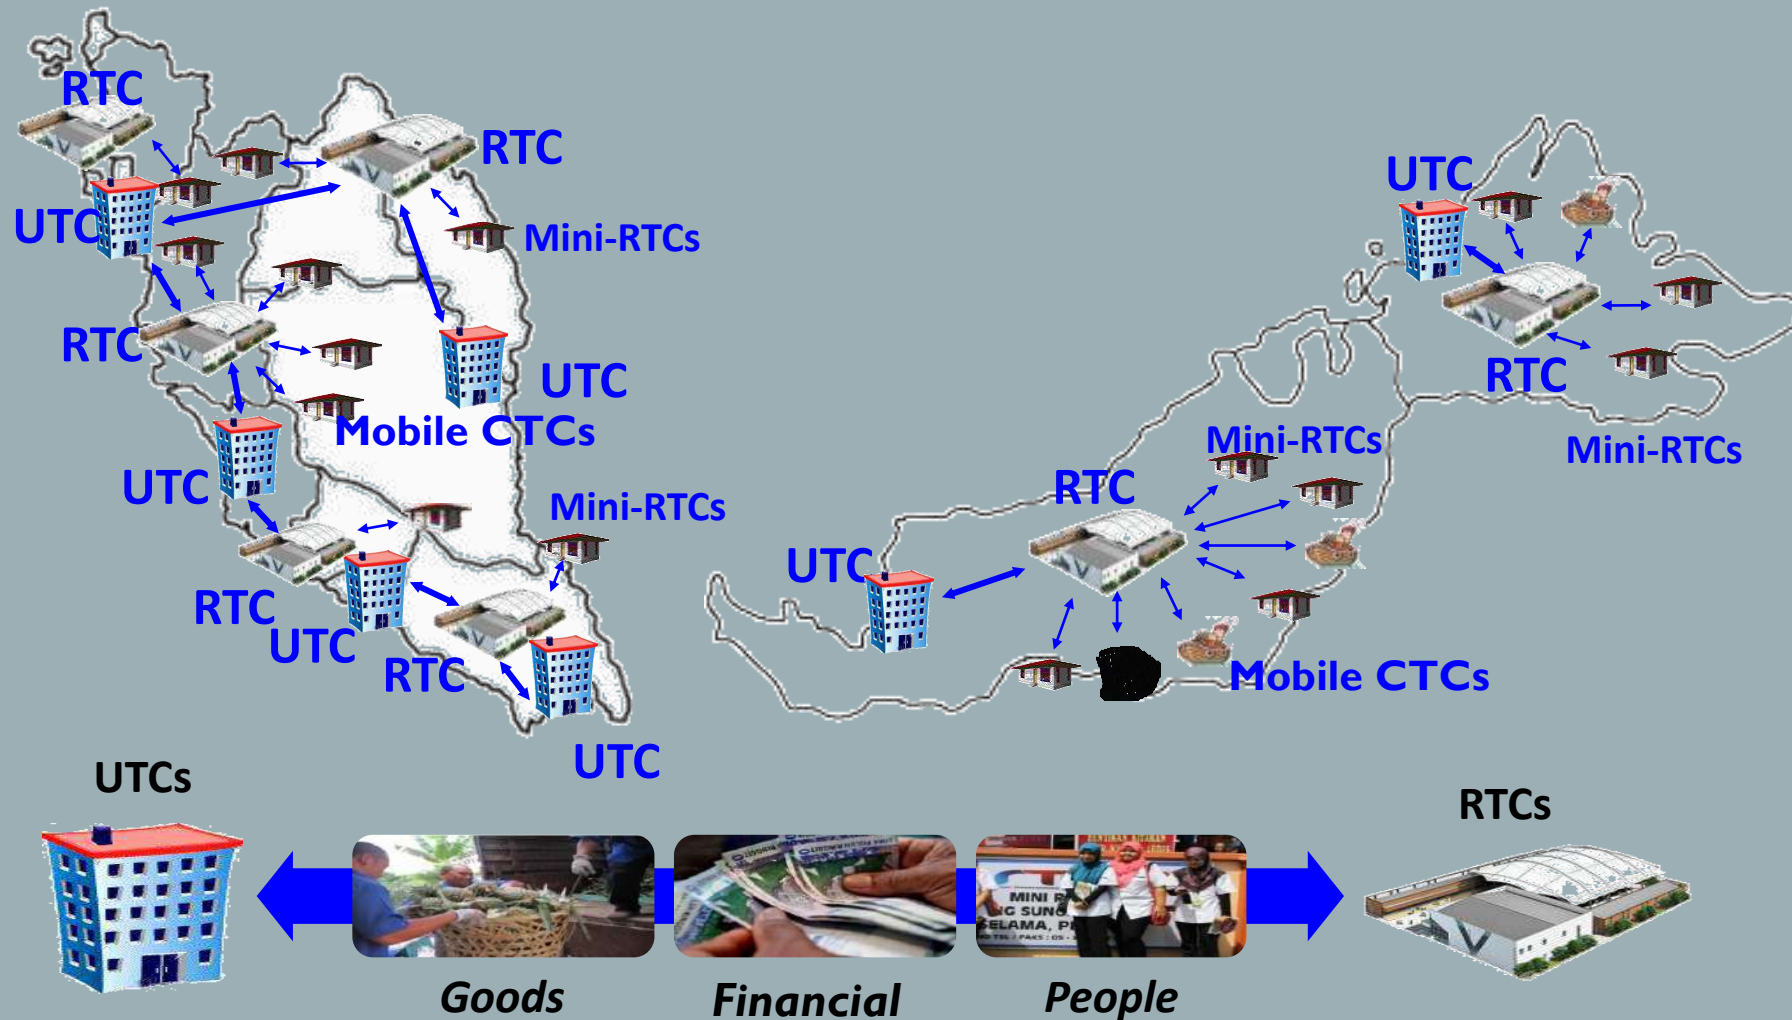 RTC
RTC
UTC
UTC
Mini-RTCs
RTC
UTC
Mobile CTCs
UTC
Mini-RTCs
RTC
UTC
RTC
UTC
RTC
Mini-RTCs
Mini-RTCs
RTC
UTC
Mobile CTCs
UTCs
RTCs
MINI R
NG SUNG
SELAMA, P
Goods
Financial
People